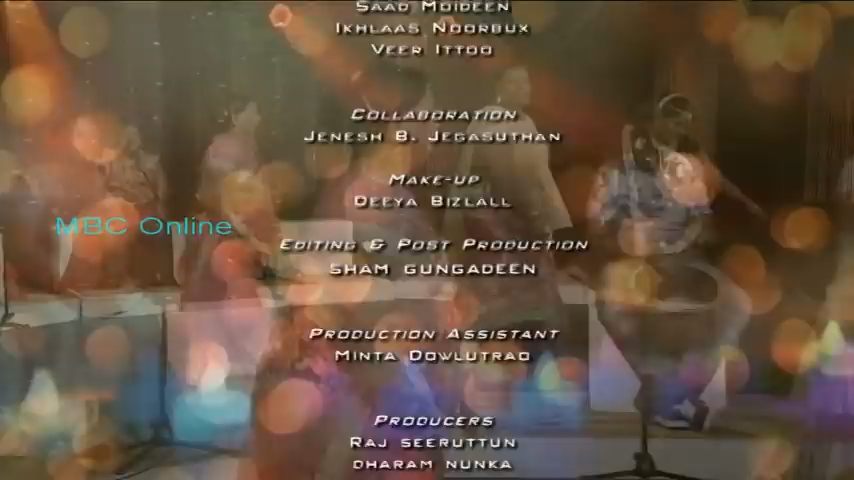 SAAD MOIDEEN
IKHLAAS NOORBUX
VEER ITTOO
COLLABORATION
JENESH B. JEGASUTHAN
MAKE-UP
DEEYA BIZLALL
MBC Online
EDITING & POST PRODUCTION
SHAM GUNGADEEN
PRODUCTION ASSISTANT
MINTA DOWLUTRAO
PRODUCERS
RAJ SEERUTTUN
DHARAM NUNKA